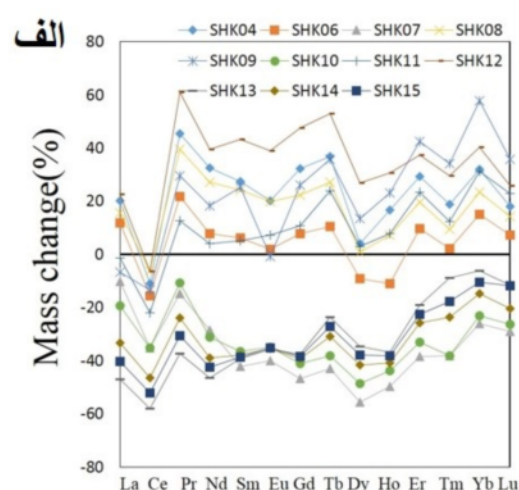 الف
SHK04 SHK06 SHK07 SHK08
SHK09 SHK10 SHK11 SHK12
SHK13 SHK14 SHK15
Mass change(%)
80
60
40
20
0
-20
-40
-60
-80
La Ce Pr Nd Sm Eu Gd Tb Dy Ho Er Tm Yb Lu